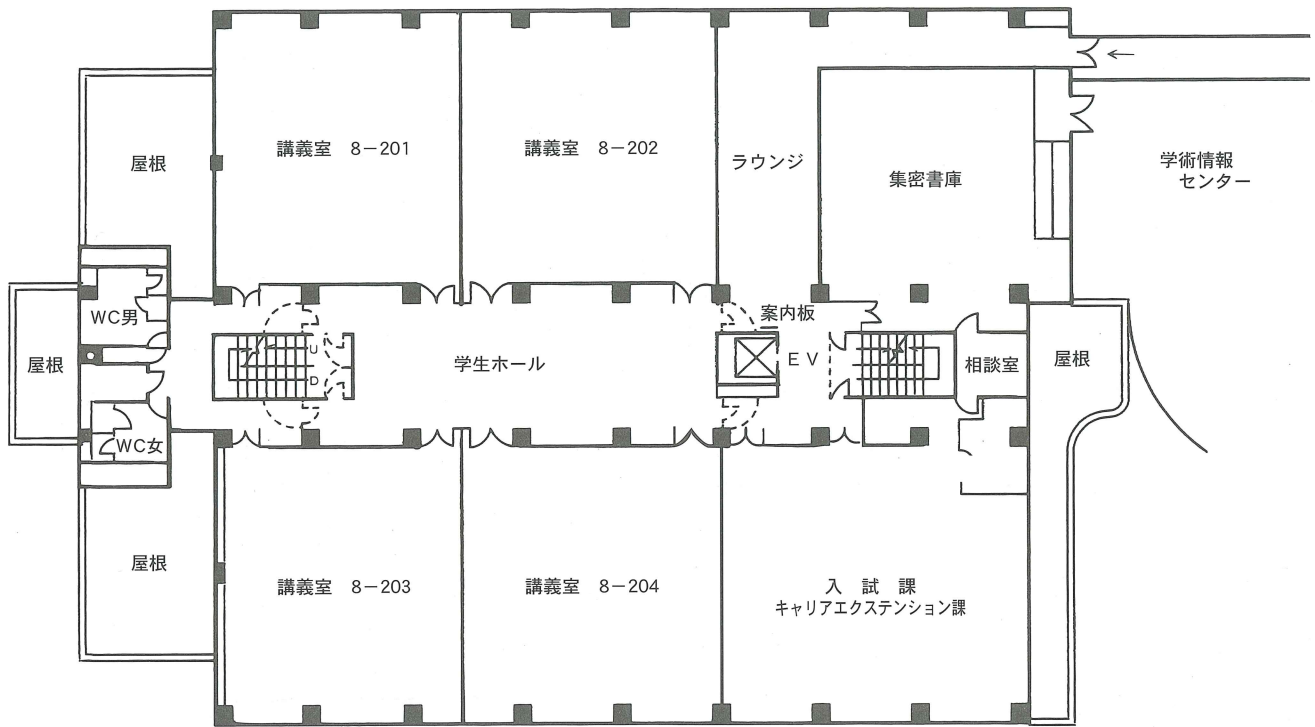 講義室 8-201
講義室 8-202
屋根
ラウンジ
集密書庫
学術情報
センター
WC男
案内板
U
屋根
学生ホール
EV
相談室
屋根
D
WC女
屋根
講義室 8-203
講義室 8-204
入試課
キャリアエクステンション課